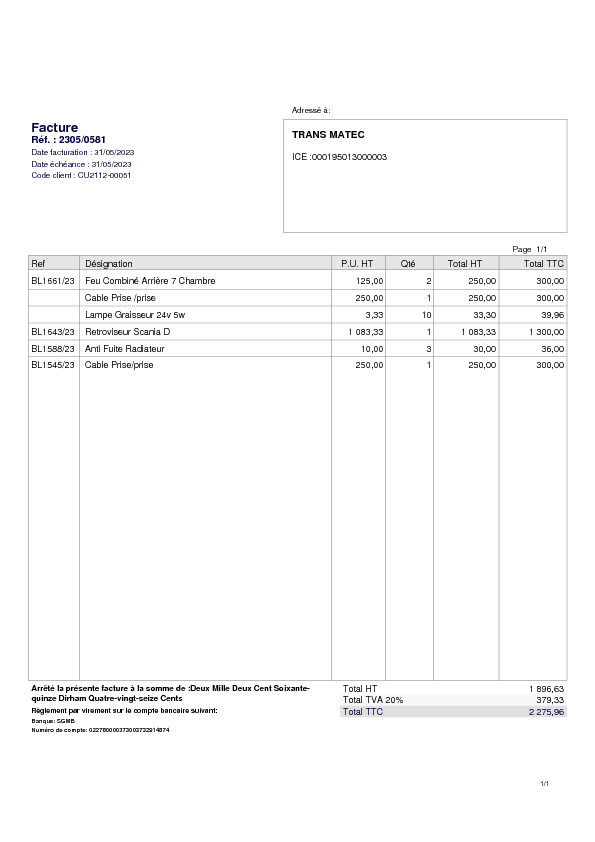 Adressé à:
Facture
Réf. : 2305/0581
Date facturation : 31/05/2023
Date échéance : 31/05/2023
Code client : CU2112-00051
TRANS MATEC
ICE :000195013000003
Page 1/1
Ref Désignation P.U. HT Qté Total HT Total TTC
BL1661/23 Feu Combiné Arrière 7 Chambre 125,00 2 250,00 300,00
Cable Prise /prise 250,00 1 250,00 300,00
Lampe Graisseur 24v 5w 3,33 10 33,30 39,96
BL1643/23 Retroviseur Scania D 1 083,33 1 1 083,33 1 300,00
BL1588/23 Anti Fuite Radiateur 10,00 3 30,00 36,00
BL1545/23 Cable Prise/prise 250,00 1 250,00 300,00
Arrêté la présente facture à la somme de :Deux Mille Deux Cent Soixante-
quinze Dirham Quatre-vingt-seize Cents
Règlement par virement sur le compte bancaire suivant:
Banque: SGMB
Numéro de compte:
Total HT 1 896,63
Total TVA 20% 379,33
Total TTC 2 275,96
1/1